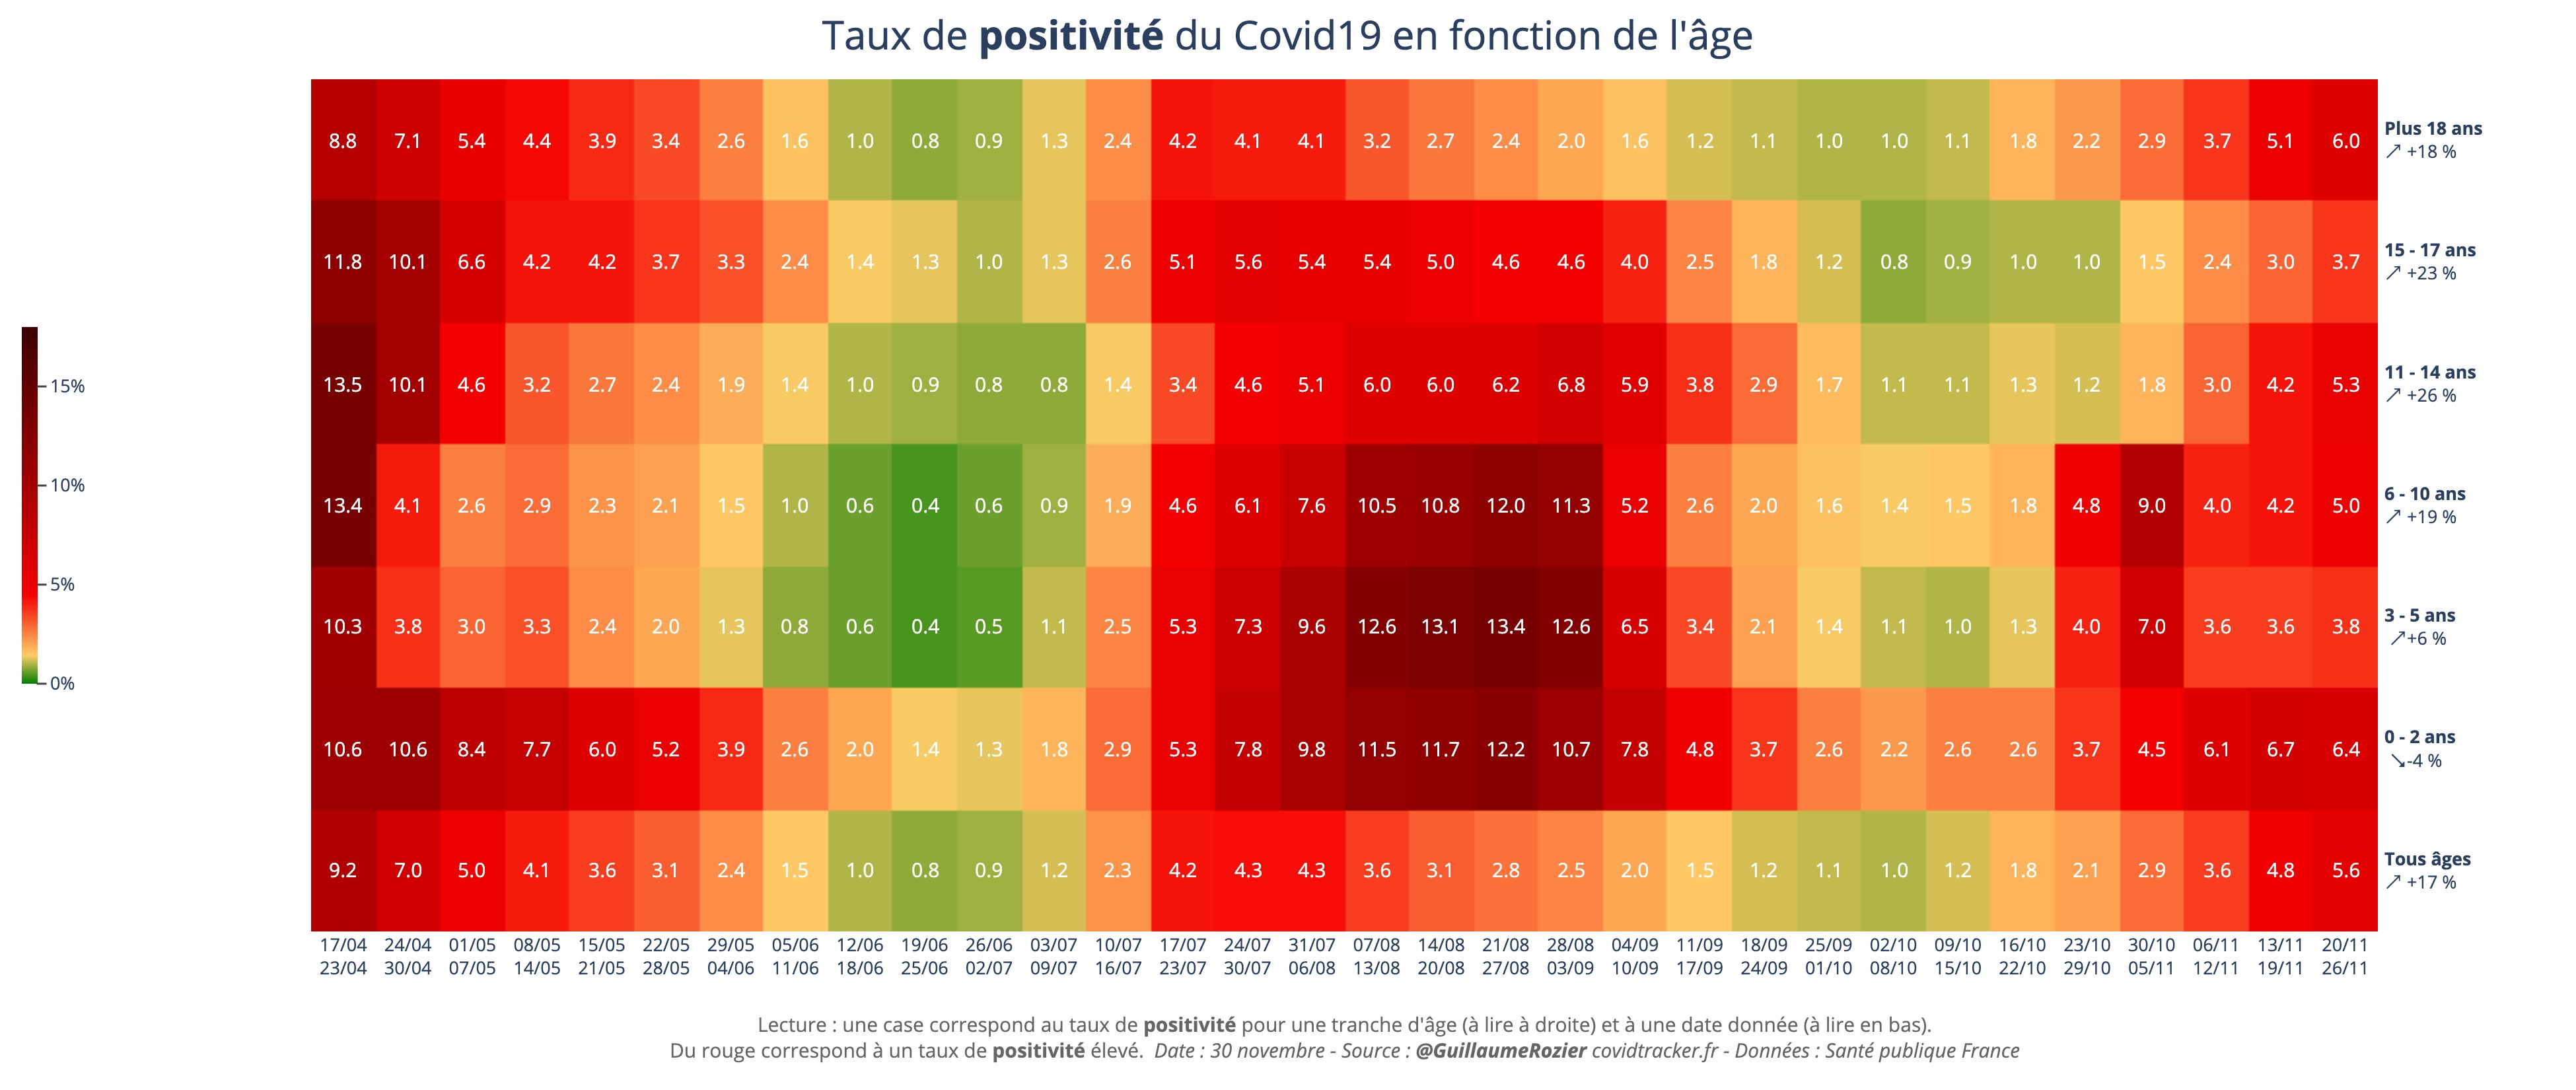 Taux de positivité du Covid19 en fonction de l'âge
8.8 7.1 5.4 4.4 3.9 3.4 2.6 1.6 1.0 0.8 0.9 1.3 2.4 4.2 4.1 4.1 3.2 2.7 2.4 2.0 1.6 1.2 1.1 1.0 1.0 1.1 1.8 2.2 2.9 3.7 5.1 6.0
Plus 18 ans
↗ +18 %
11.8 10.1 6.6 4.2 4.2 3.7 3.3 2.4 1.4 1.3 1.0 1.3 2.6 5.1 5.6 5.4 5.4 5.0 4.6 4.6 4.0 2.5 1.8 1.2 0.8 0.9 1.0 1.0 1.5 2.4 3.0 3.7
15 - 17 ans
↗ +23 %
13.5 10.1 4.6 3.2 2.7 2.4 1.9 1.4 1.0 0.9 0.8 0.8 1.4 3.4 4.6 5.1 6.0 6.0 6.2 6.8 5.9 3.8 2.9 1.7 1.1 1.1 1.3 1.2 1.8 3.0 4.2 5.3
11 - 14 ans
↗ +26 %
13.4 4.1 2.6 2.9 2.3 2.1 1.5 1.0 0.6 0.4 0.6 0.9 1.9 4.6 6.1 7.6 10.5 10.8 12.0 11.3 5.2 2.6 2.0 1.6 1.4 1.5 1.8 4.8 9.0 4.0 4.2 5.0
6 - 10 ans
↗ +19 %
10.3 3.8 3.0 3.3 2.4 2.0 1.3 0.8 0.6 0.4 0.5 1.1 2.5 5.3 7.3 9.6 12.6 13.1 13.4 12.6 6.5 3.4 2.1 1.4 1.1 1.0 1.3 4.0 7.0 3.6 3.6 3.8
3 - 5 ans
↗+6 %
10.6 10.6 8.4 7.7 6.0 5.2 3.9 2.6 2.0 1.4 1.3 1.8 2.9 5.3 7.8 9.8 11.5 11.7 12.2 10.7 7.8 4.8 3.7 2.6 2.2 2.6 2.6 3.7 4.5 6.1 6.7 6.4
0 - 2 ans
↘-4 %
9.2 7.0 5.0 4.1 3.6 3.1 2.4 1.5 1.0 0.8 0.9 1.2 2.3 4.2 4.3 4.3 3.6 3.1 2.8 2.5 2.0 1.5 1.2 1.1 1.0 1.2 1.8 2.1 2.9 3.6 4.8 5.6
Tous âges
↗ +17 %
15%
10%
5%
0%
17/04 24/04 01/05 08/05 15/05 22/05 29/05 05/06 12/06 19/06 26/06 03/07 10/07 17/07 24/07 31/07 07/08 14/08 21/08 28/08 04/09 11/09 18/09 25/09 02/10 09/10 16/10 23/10 30/10 06/11 13/11 20/11
23/04 30/04 07/05 14/05 21/05 28/05 04/06 11/06 18/06 25/06 02/07 09/07 16/07 23/07 30/07 06/08 13/08 20/08 27/08 03/09 10/09 17/09 24/09 01/10 08/10 15/10 22/10 29/10 05/11 12/11 19/11 26/11
Lecture : une case correspond au taux de positivité pour une tranche d'âge (à lire à droite) et à une date donnée (à lire en bas).
Du rouge correspond à un taux de positivité élevé. Date : 30 novembre - Source : @GuillaumeRozier covidtracker.fr - Données : Santé publique France